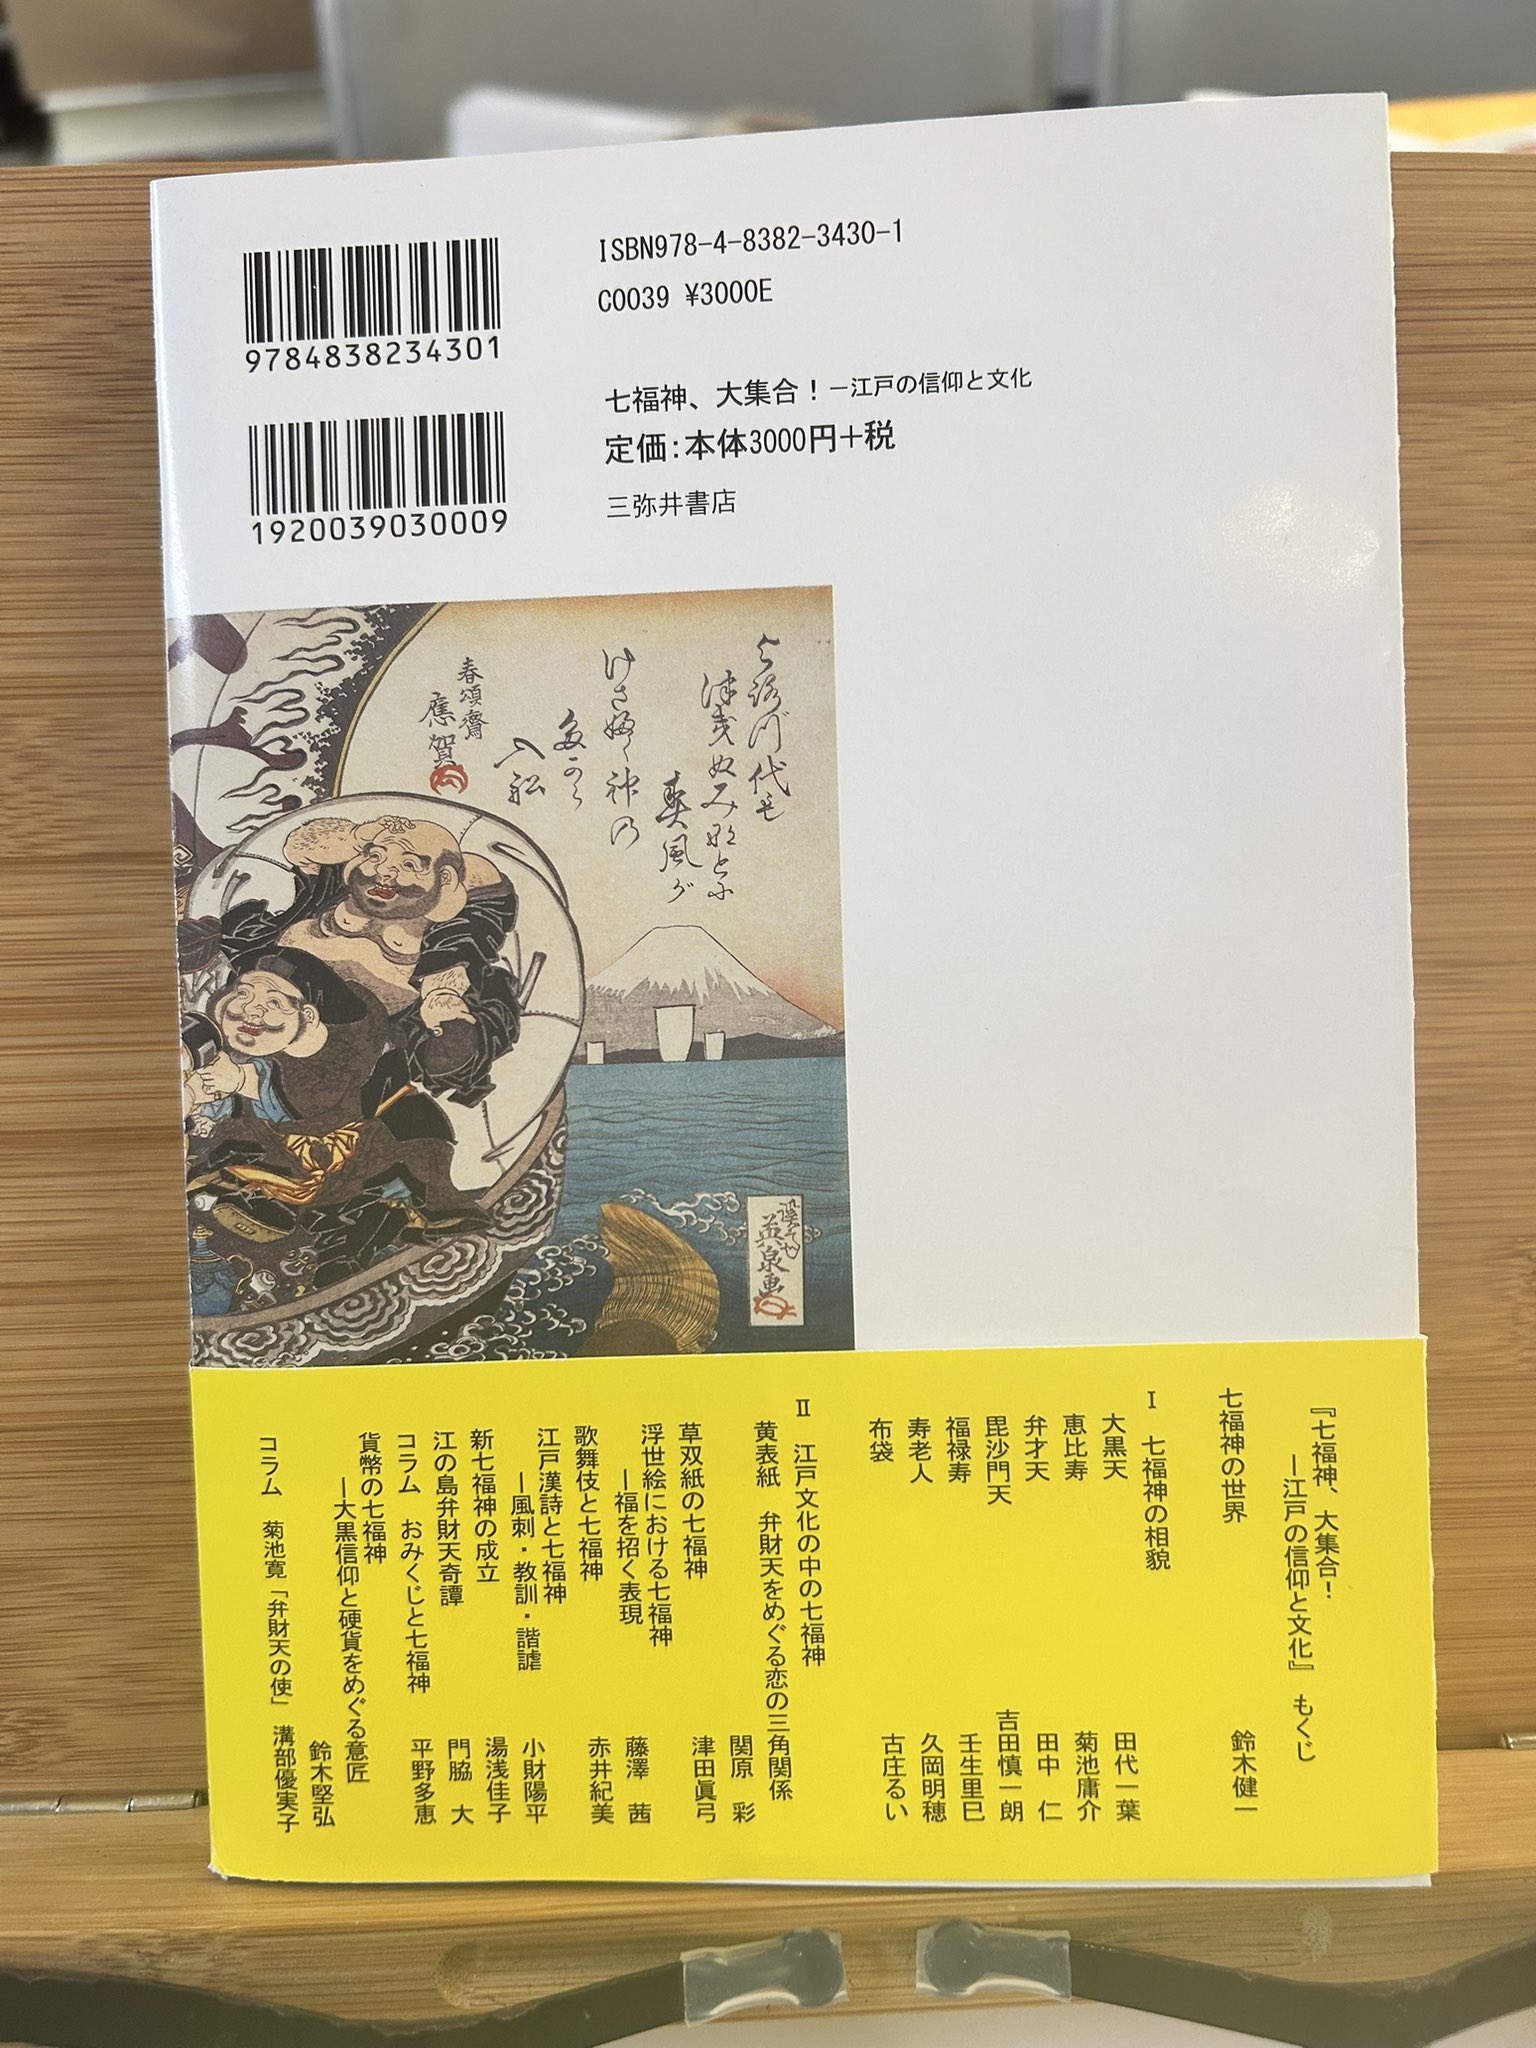 ISBN978-4-8382-3430-1
C0039 ¥3000E
9784838234301
1920039030009
七福神、大集合！－江戸の信仰と文化
定価：本体3000円＋税
三弥井書店
春頌齋
應賀
英泉画
『七福神、大集合！
―江戸の信仰と文化』　もくじ
七福神の世界　鈴木健一
Ⅰ　七福神の相貌
大黒天　田代一葉
恵比寿　菊池庸介
弁才天　田中　仁
毘沙門天　吉田慎一朗
福禄寿　壬生里巳
寿老人　久岡明穂
布袋　古庄るい
Ⅱ　江戸文化の中の七福神
黄表紙　弁財天をめぐる恋の三角関係
関原　彩
草双紙の七福神　津田眞弓
浮世絵における七福神
―福を招く表現　藤澤　茜
歌舞伎と七福神　赤井紀美
江戸漢詩と七福神
―風刺・教訓・諧謔　小財陽平
新七福神の成立　湯浅佳子
江の島弁財天奇譚　門脇　大
コラム　おみくじと七福神　平野多恵
貨幣の七福神
―大黒信仰と硬貨をめぐる意匠
鈴木堅弘
コラム　菊池寛「弁財天の使」　溝部優実子